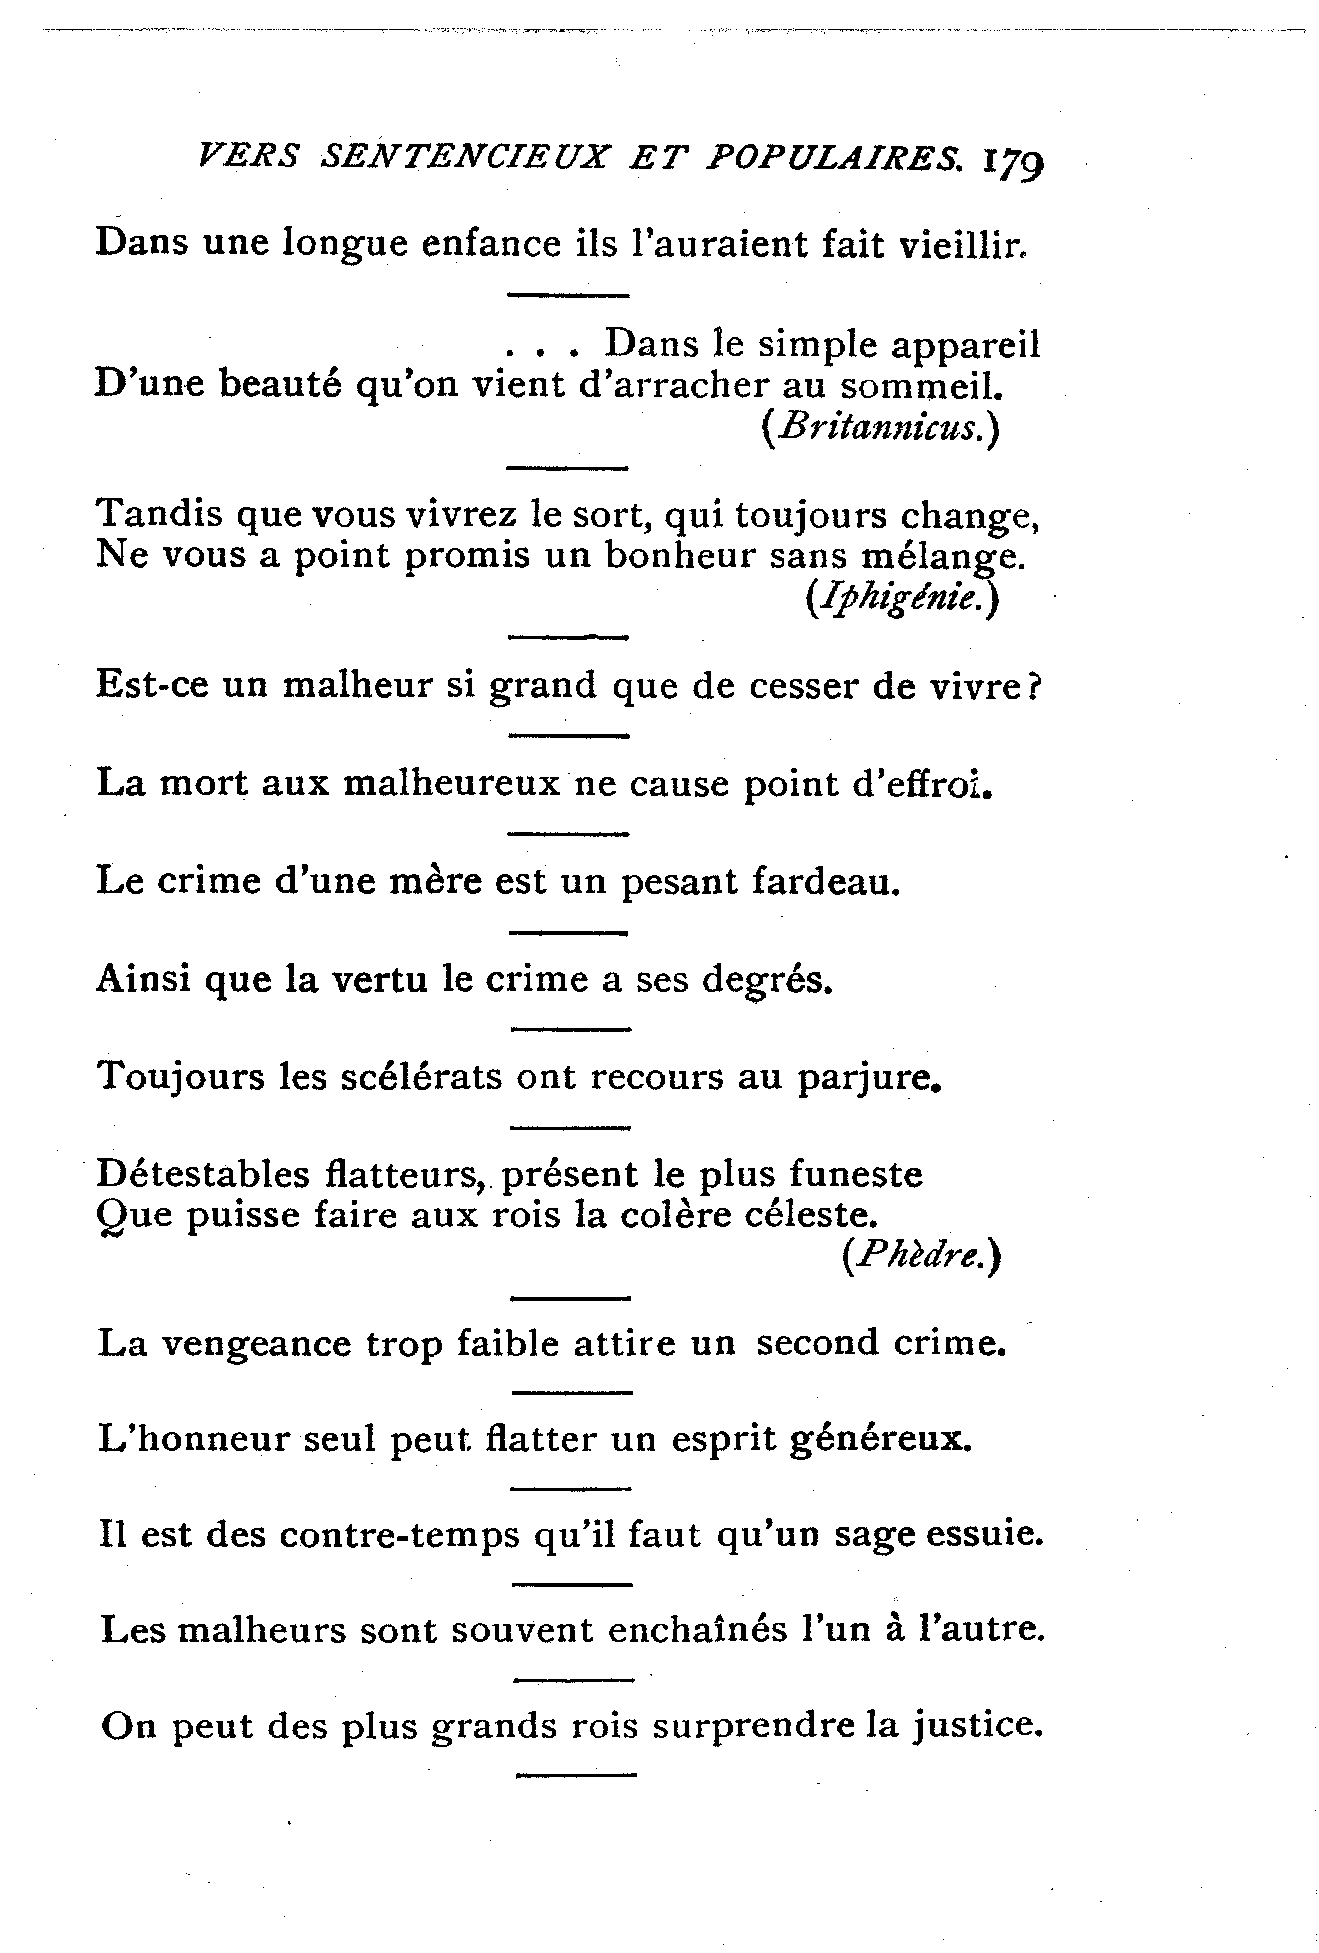 VERS SENTENCIEUX ET POPULAIRES. 179
Dans une longue enfance ils l'auraient fait vieillir.
. . . Dans le simple appareil
D'une beauté qu'on vient d'arracher au sommeil.
(Britannicus.)
Tandis que vous vivrez le sort, qui toujours change,
Ne vous a point promis un bonheur sans mélange.
(Iphigénie.)
Est-ce un malheur si grand que de cesser de vivre?
La mort aux malheureux ne cause point d'effroi.
Le crime d'une mère est un pesant fardeau.
Ainsi que la vertu le crime a ses degrés.
Toujours les scélérats ont recours au parjure.
Détestables flatteurs, présent le plus funeste
Que puisse faire aux rois la colère céleste.
(Phèdre.)
La vengeance trop faible attire un second crime.
L'honneur seul peut flatter un esprit généreux.
Il est des contre-temps qu'il faut qu'un sage essuie.
Les malheurs sont souvent enchaînés l'un à l'autre.
On peut des plus grands rois surprendre la justice.